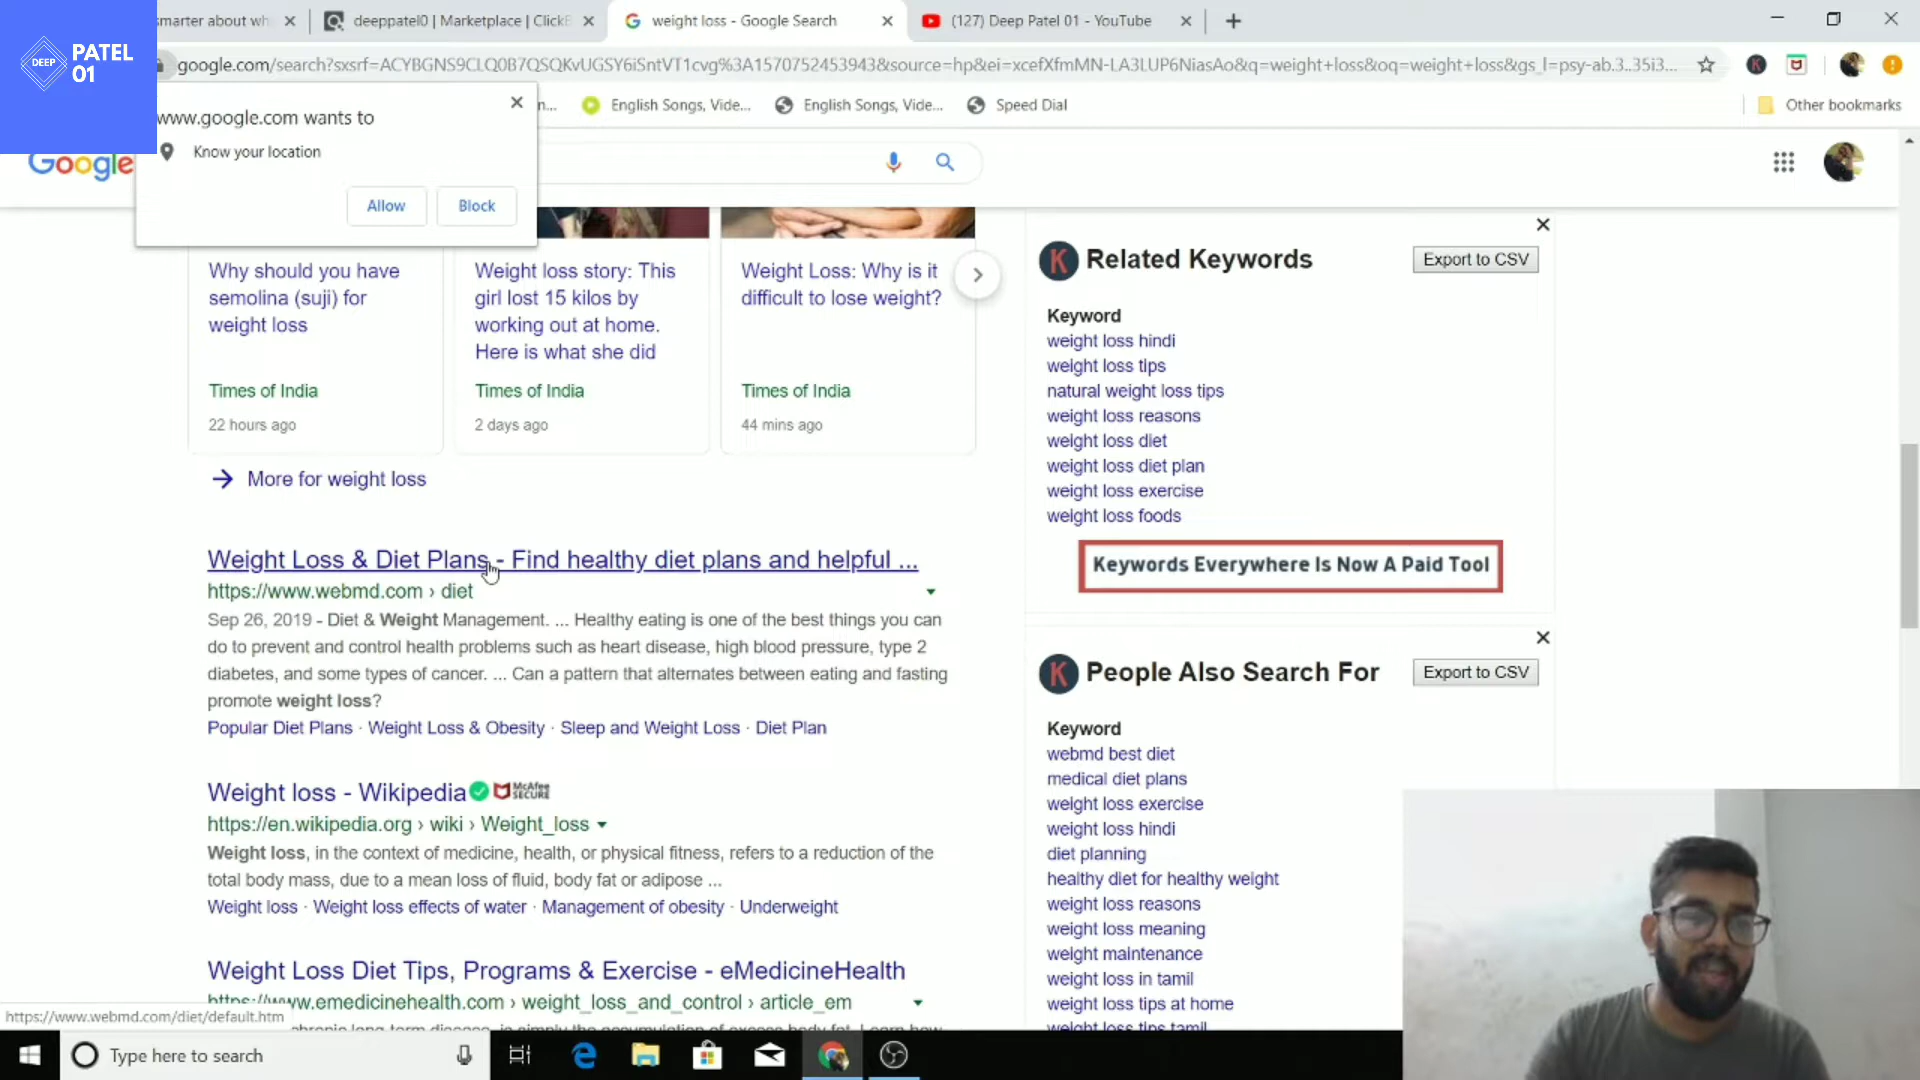 smarter about wh
deeppatel0 | Marketplace | Click
weight loss - Google Search
(127) Deep Patel 01 - YouTube
DEEP
PATEL
01
google.com/search?sxsrf=ACYBGNS9CLQ0B7QSQKvUGSY6iSntVT1cvg%3A1570752453943&source=hp&ei=xcefXfmMN-LA3LUP6NiasAo&q=weight+loss&oq=weight+loss&gs_l=psy-ab.3..35i3...
n...
English Songs, Vide...
English Songs, Vide...
Speed Dial
Other bookmarks
www.google.com wants to
Know your location
Allow
Block
Google
Why should you have
semolina (suji) for
weight loss
Times of India
22 hours ago
Weight loss story: This
girl lost 15 kilos by
working out at home.
Here is what she did
Times of India
2 days ago
Weight Loss: Why is it
difficult to lose weight?
Times of India
44 mins ago
More for weight loss
Weight Loss & Diet Plans - Find healthy diet plans and helpful ...
https://www.webmd.com › diet
Sep 26, 2019 - Diet & Weight Management. ... Healthy eating is one of the best things you can
do to prevent and control health problems such as heart disease, high blood pressure, type 2
diabetes, and some types of cancer. ... Can a pattern that alternates between eating and fasting
promote weight loss?
Popular Diet Plans · Weight Loss & Obesity · Sleep and Weight Loss · Diet Plan
Weight loss - Wikipedia
McAfee
SECURE
https://en.wikipedia.org › wiki › Weight_loss
Weight loss, in the context of medicine, health, or physical fitness, refers to a reduction of the
total body mass, due to a mean loss of fluid, body fat or adipose ...
Weight loss · Weight loss effects of water · Management of obesity · Underweight
Weight Loss Diet Tips, Programs & Exercise - eMedicineHealth
https://www.emedicinehealth.com › weight_loss_and_control › article_em
chronic long-term disease, is simply the accumulation of excess body fat. Learn how
https://www.webmd.com/diet/default.htm
K
Related Keywords
Export to CSV
Keyword
weight loss hindi
weight loss tips
natural weight loss tips
weight loss reasons
weight loss diet
weight loss diet plan
weight loss exercise
weight loss foods
Keywords Everywhere Is Now A Paid Tool
K
People Also Search For
Export to CSV
Keyword
webmd best diet
medical diet plans
weight loss exercise
weight loss hindi
diet planning
healthy diet for healthy weight
weight loss reasons
weight loss meaning
weight maintenance
weight loss in tamil
weight loss tips at home
weight loss tips tamil
Type here to search